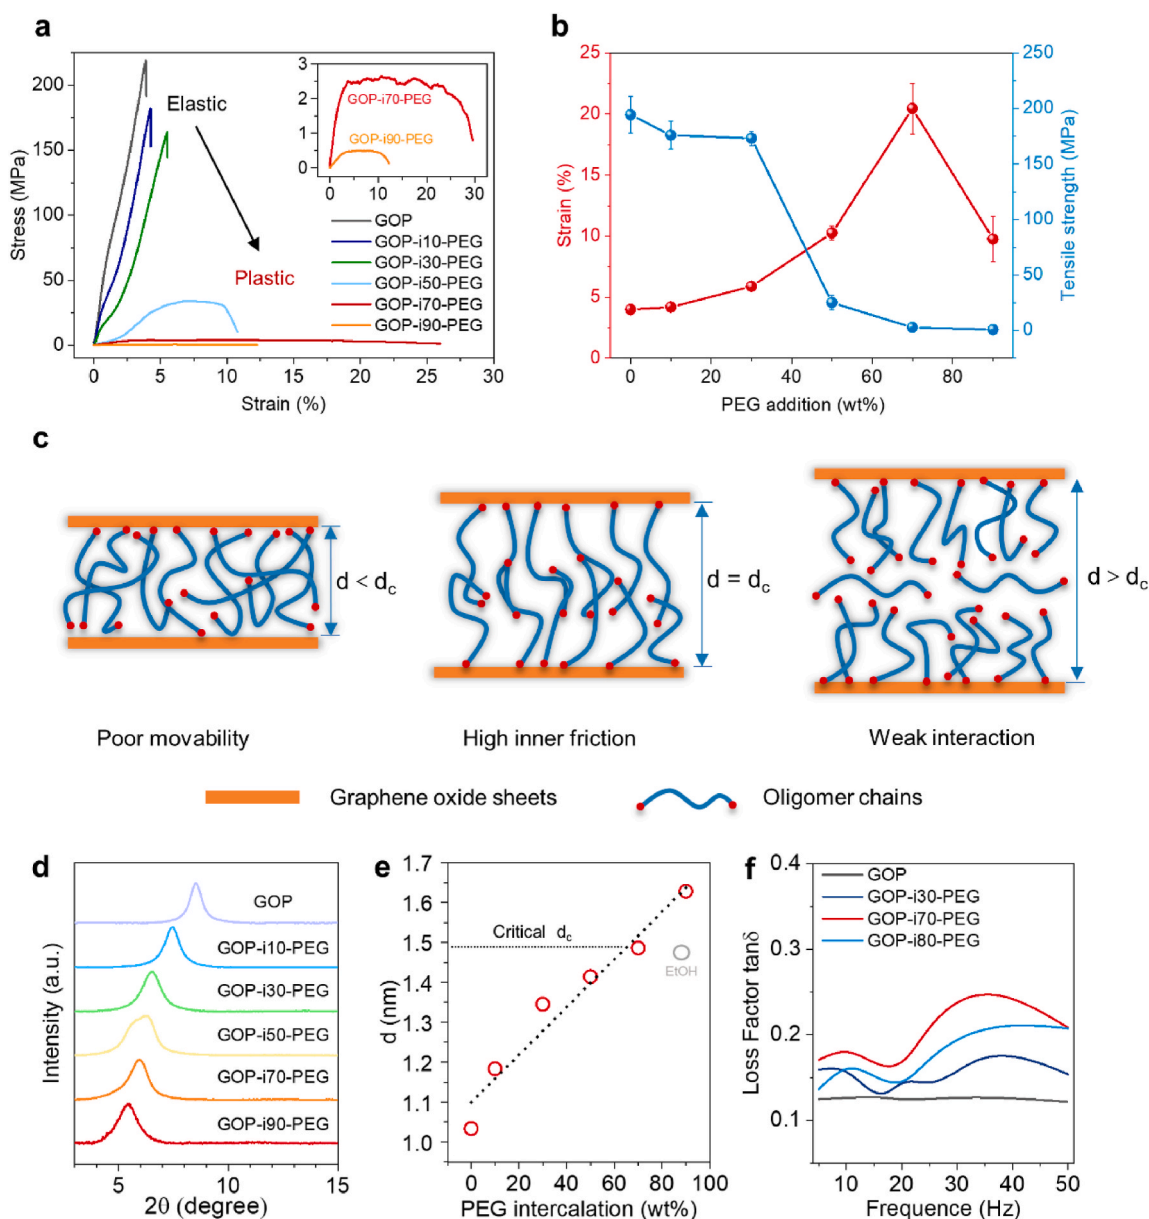 a
Stress (MPa)
200
150
100
50
0
0
5
10
15
20
25
30
Strain (%)
Elastic
Plastic
3
2
1
0
0
10
20
30
GOP-i70-PEG
GOP-i90-PEG
GOP
GOP-i10-PEG
GOP-i30-PEG
GOP-i50-PEG
GOP-i70-PEG
GOP-i90-PEG
b
Strain (%)
25
20
15
10
5
0
0
20
40
60
80
PEG addition (wt%)
250
200
150
100
50
0
Tensile strength (MPa)
c
d < dc
d = dc
d > dc
Poor movability
High inner friction
Weak interaction
Graphene oxide sheets
Oligomer chains
d
Intensity (a.u.)
GOP
GOP-i10-PEG
GOP-i30-PEG
GOP-i50-PEG
GOP-i70-PEG
GOP-i90-PEG
5
10
15
2θ (degree)
e
d (nm)
1.7
1.6
1.5
1.4
1.3
1.2
1.1
1.0
Critical dc
EtOH
0
20
40
60
80
100
PEG intercalation (wt%)
f
Loss Factor tanδ
0.4
0.3
0.2
0.1
GOP
GOP-i30-PEG
GOP-i70-PEG
GOP-i80-PEG
10
20
30
40
50
Frequence (Hz)